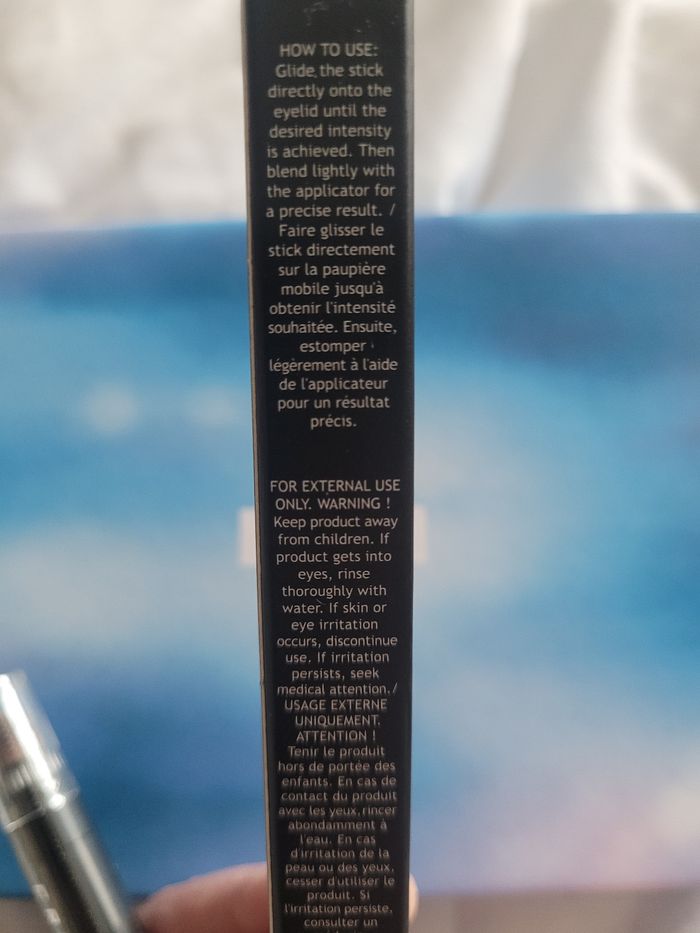 HOW TO USE:
Glide the stick
directly onto the
eyelid until the
desired intensity
is achieved. Then
blend lightly with
the applicator for
a precise result. /
Faire glisser le
stick directement
sur la paupière
mobile jusqu'à
obtenir l'intensité
souhaitée. Ensuite,
estomper
légèrement à l'aide
de l'applicateur
pour un résultat
précis.
FOR EXTERNAL USE
ONLY. WARNING !
Keep product away
from children. If
product gets into
eyes, rinse
thoroughly with
water. If skin or
eye irritation
occurs, discontinue
use. If irritation
persists, seek
medical attention./
USAGE EXTERNE
UNIQUEMENT.
ATTENTION !
Tenir le produit
hors de portée des
enfants. En cas de
contact du produit
avec les yeux,rincer
abondamment à
l'eau. En cas
d'irritation de la
peau ou des yeux,
cesser d'utiliser le
produit. Si
l'irritation persiste,
consulter un